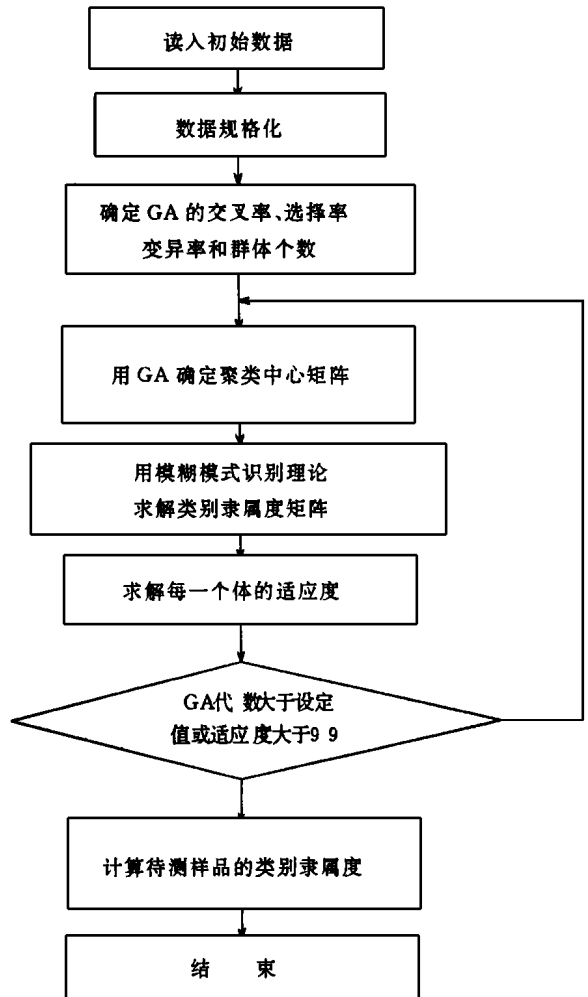 读入初始数据
数据规格化
确定 GA 的交叉率、选择率
变异率和群体个数
用 GA 确定聚类中心矩阵
用模糊模式识别理论
求解类别隶属度矩阵
求解每一个体的适应度
GA代 数大于设定
值或适应度大于9 9
计算待测样品的类别隶属度
结 束